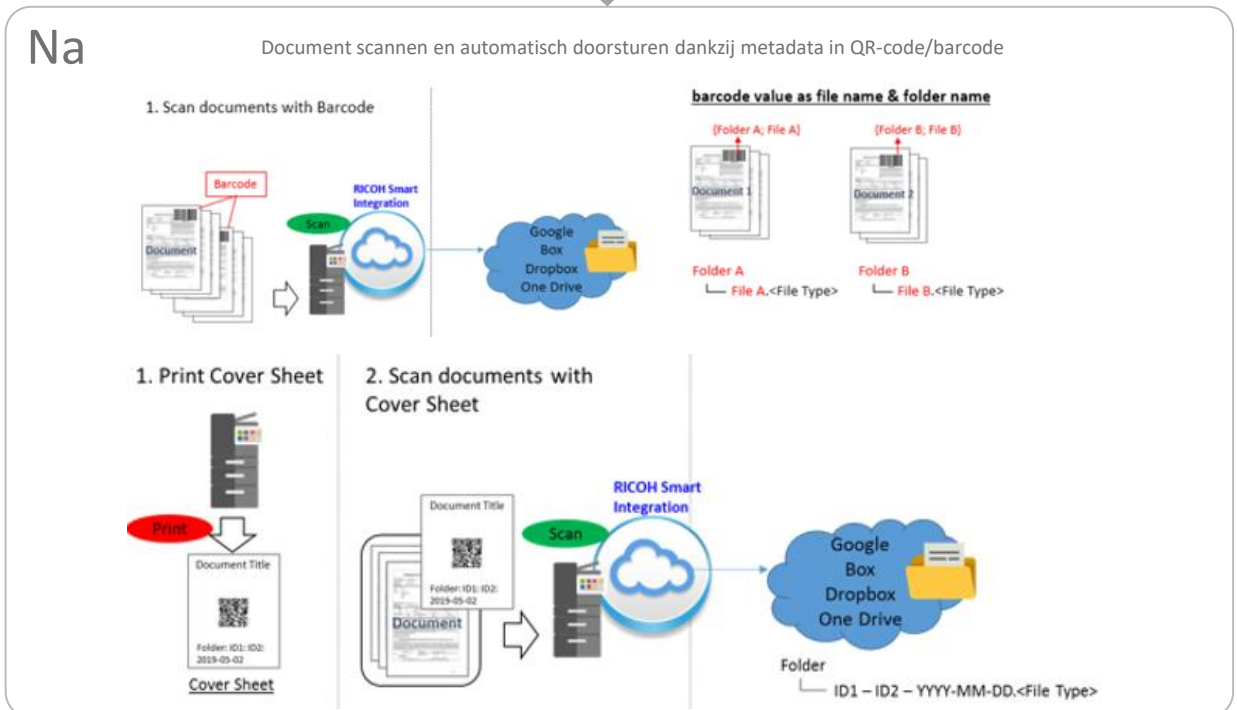 Na
Document scannen en automatisch doorsturen dankzij metadata in QR-code/barcode
1. Scan documents with Barcode
Barcode
Document
Scan
RICOH Smart
Integration
Google
Box
Dropbox
One Drive
barcode value as file name & folder name
{Folder A; File A}
{Folder B; File B}
Document 1
Document 2
Folder A
File A.<File Type>
Folder B
File B.<File Type>
1. Print Cover Sheet
Print
Document Title
Folder: ID1: ID2:
2019-05-02
Cover Sheet
2. Scan documents with
Cover Sheet
Document Title
Folder: ID1: ID2:
2019-05-02
Document
Scan
RICOH Smart
Integration
Google
Box
Dropbox
One Drive
Folder
ID1 – ID2 – YYYY-MM-DD.<File Type>